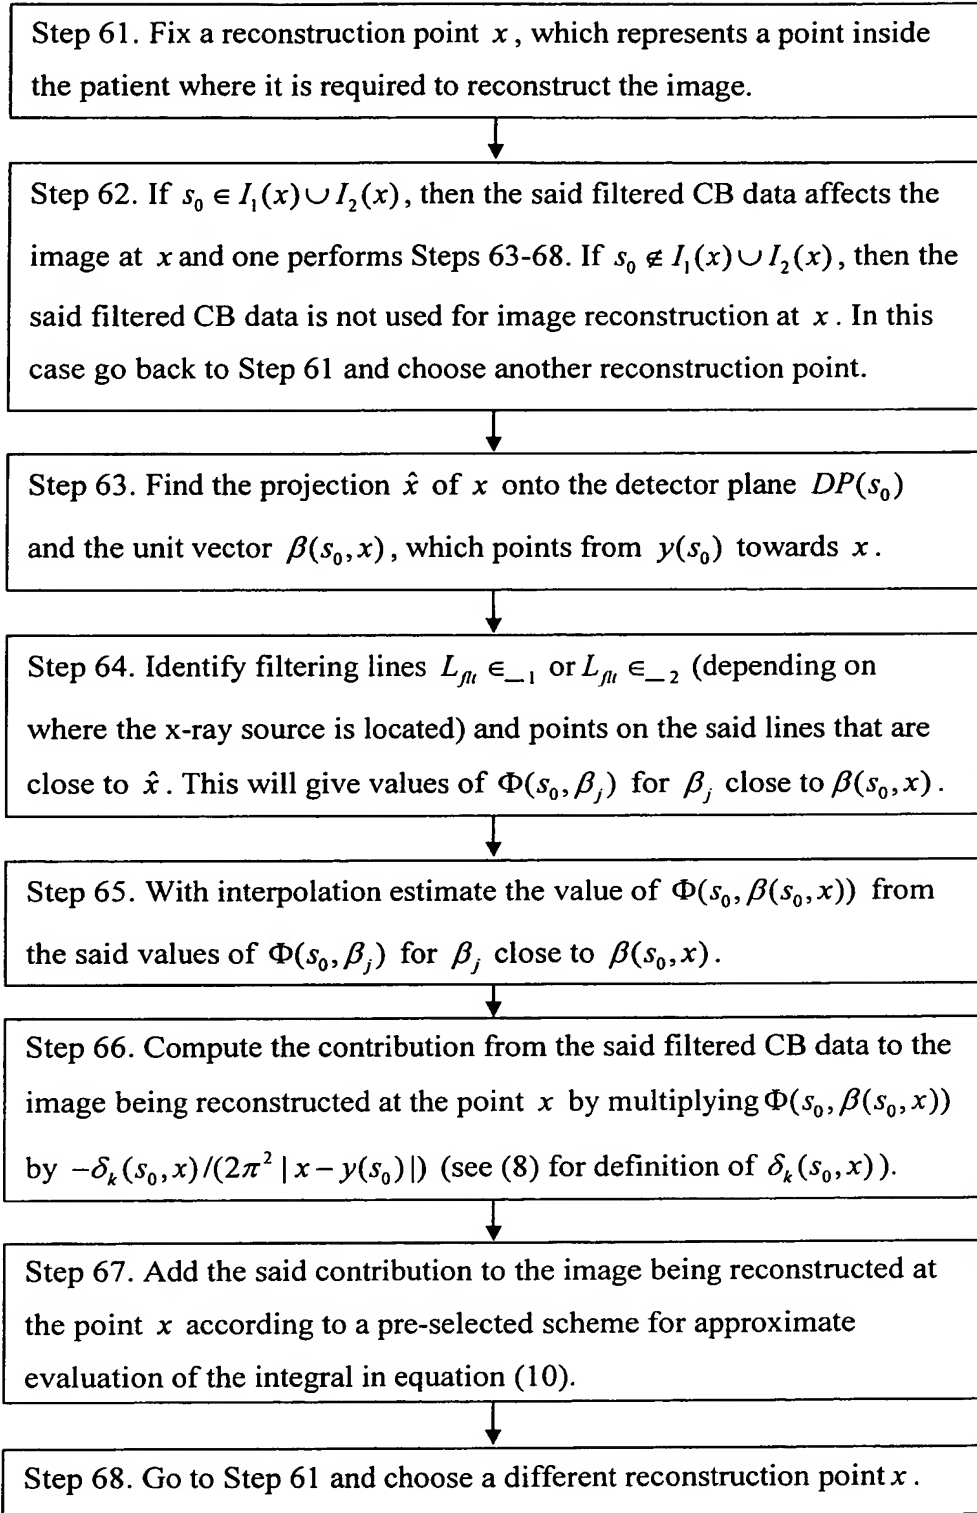 Step 61. Fix a reconstruction point x, which represents a point inside
the patient where it is required to reconstruct the image.
Step 62. If s₀ ∈ I₁(x) ∪ I₂(x), then the said filtered CB data affects the
image at x and one performs Steps 63-68. If s₀ ∉ I₁(x) ∪ I₂(x), then the
said filtered CB data is not used for image reconstruction at x. In this
case go back to Step 61 and choose another reconstruction point.
Step 63. Find the projection x̂ of x onto the detector plane DP(s₀)
and the unit vector β(s₀, x), which points from y(s₀) towards x.
Step 64. Identify filtering lines L_flt ∈_1 or L_flt ∈_2 (depending on
where the x-ray source is located) and points on the said lines that are
close to x̂. This will give values of Φ(s₀, βⱼ) for βⱼ close to β(s₀, x).
Step 65. With interpolation estimate the value of Φ(s₀, β(s₀, x)) from
the said values of Φ(s₀, βⱼ) for βⱼ close to β(s₀, x).
Step 66. Compute the contribution from the said filtered CB data to the
image being reconstructed at the point x by multiplying Φ(s₀, β(s₀, x))
by −δₖ(s₀, x)/(2π² | x − y(s₀) |) (see (8) for definition of δₖ(s₀, x)).
Step 67. Add the said contribution to the image being reconstructed at
the point x according to a pre-selected scheme for approximate
evaluation of the integral in equation (10).
Step 68. Go to Step 61 and choose a different reconstruction point x.